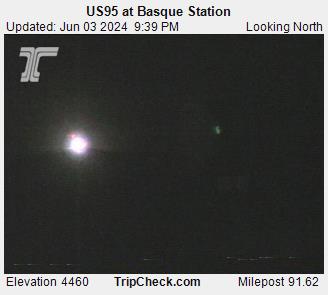 US95 at Basque Station
Updated: Jun 03 2024 9:39 PM Looking North
Elevation 4460 TripCheck.com Milepost 91.62